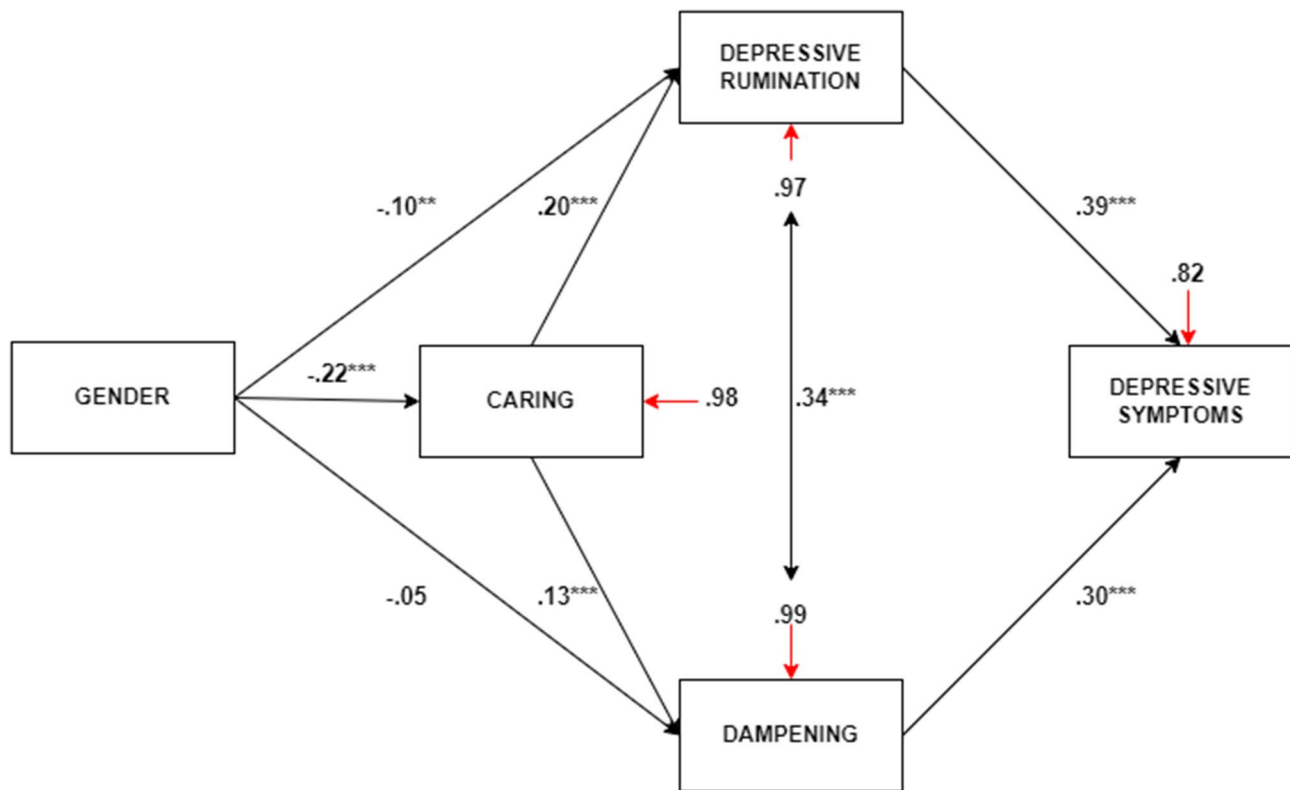 DEPRESSIVE
RUMINATION
.97
-.10**
.20***
.39***
.82
GENDER
-.22***
CARING
.98
.34***
DEPRESSIVE
SYMPTOMS
-.05
.13***
.99
.30***
DAMPENING